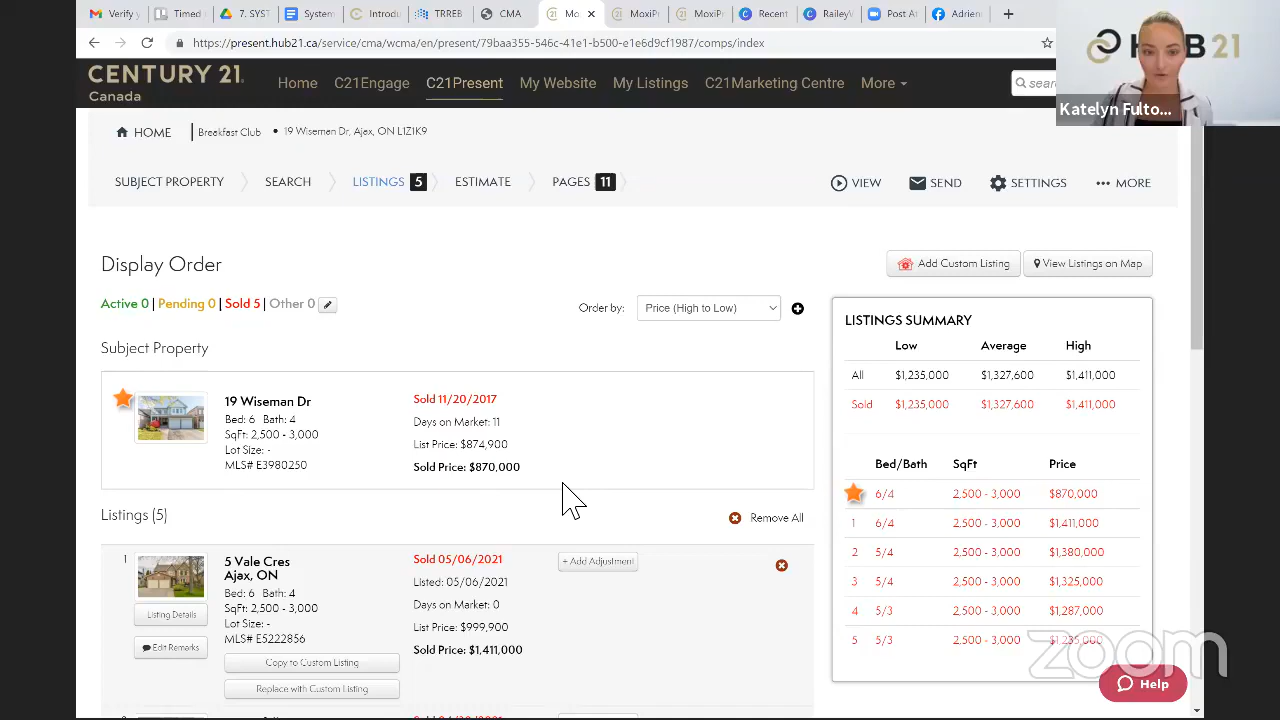 Verify y
Timed
7. SYST
System
Introdu
TRREB
CMA
Mo
MoxiP
MoxiP
Recent
RaileyV
Post At
Adrien
https://present.hub21.ca/service/cma/wcma/en/present/79baa355-546c-41e1-b500-e1e6d9cf1987/comps/index
CENTURY 21.
Canada
Home
C21Engage
C21Present
My Website
My Listings
C21Marketing Centre
More
sear
21
Katelyn Fulto...
HOME
Breakfast Club
• 19 Wiseman Dr, Ajax, ON L1Z1K9
SUBJECT PROPERTY
SEARCH
LISTINGS 5
ESTIMATE
PAGES 11
VIEW
SEND
SETTINGS
••• MORE
Display Order
Add Custom Listing
View Listings on Map
Active 0 | Pending 0 | Sold 5 | Other 0
Order by:
Price (High to Low)
Subject Property
19 Wiseman Dr
Bed: 6 Bath: 4
SqFt: 2,500 - 3,000
Lot Size: -
MLS# E3980250
Sold 11/20/2017
Days on Market: 11
List Price: $874,900
Sold Price: $870,000
Listings (5)
Remove All
1
5 Vale Cres
Ajax, ON
Bed: 6 Bath: 4
SqFt: 2,500 - 3,000
Lot Size: -
MLS# E5222856
Listing Details
Edit Remarks
Copy to Custom Listing
Replace with Custom Listing
Sold 05/06/2021
Listed: 05/06/2021
Days on Market: 0
List Price: $999,900
Sold Price: $1,411,000
+ Add Adjustment
LISTINGS SUMMARY
Low Average High
All $1,235,000 $1,327,600 $1,411,000
Sold $1,235,000 $1,327,600 $1,411,000
Bed/Bath SqFt Price
6/4 2,500 - 3,000 $870,000
1 6/4 2,500 - 3,000 $1,411,000
2 5/4 2,500 - 3,000 $1,380,000
3 5/4 2,500 - 3,000 $1,325,000
4 5/3 2,500 - 3,000 $1,287,000
5 5/3 2,500 - 3,000 $1,235,000
zoom
Help